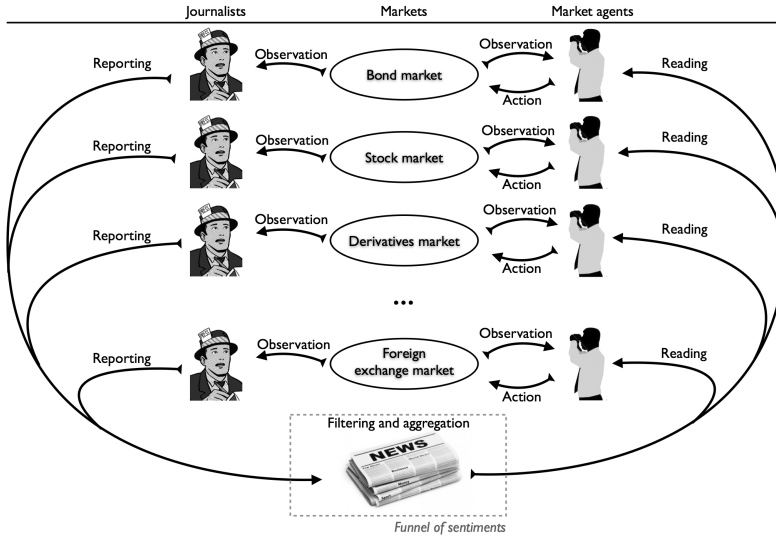 Journalists Markets Market agents
Reporting Observation Bond market Observation Action Reading
Reporting Observation Stock market Observation Action Reading
Reporting Observation Derivatives market Observation Action Reading
...
Reporting Observation Foreign exchange market Observation Action Reading
Filtering and aggregation
NEWS
Funnel of sentiments